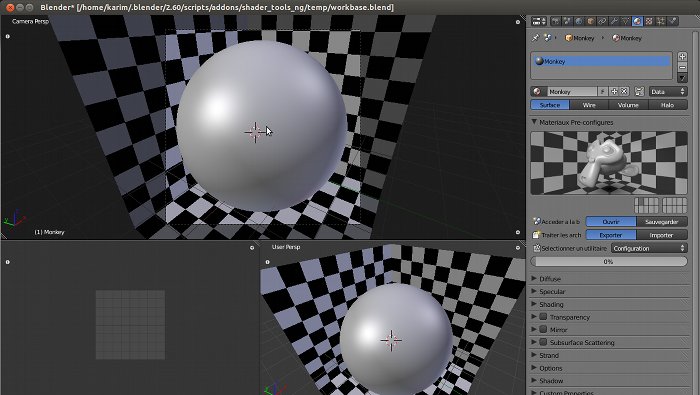 Blender* [/home/karim/.blender/2.60/scripts/addons/shader_tools_ng/temp/workbase.blend]
Camera Persp
(1) Monkey
User Persp
Monkey Monkey
Monkey
Monkey F Data
Surface Wire Volume Halo
Materiaux Pre-configures
Acceder a la b Ouvrir Sauvegarder
Traiter les arch Exporter Importer
Selectionner un utilitaire Configuration
0%
Diffuse
Specular
Shading
Transparency
Mirror
Subsurface Scattering
Strand
Options
Shadow
Custom Properties